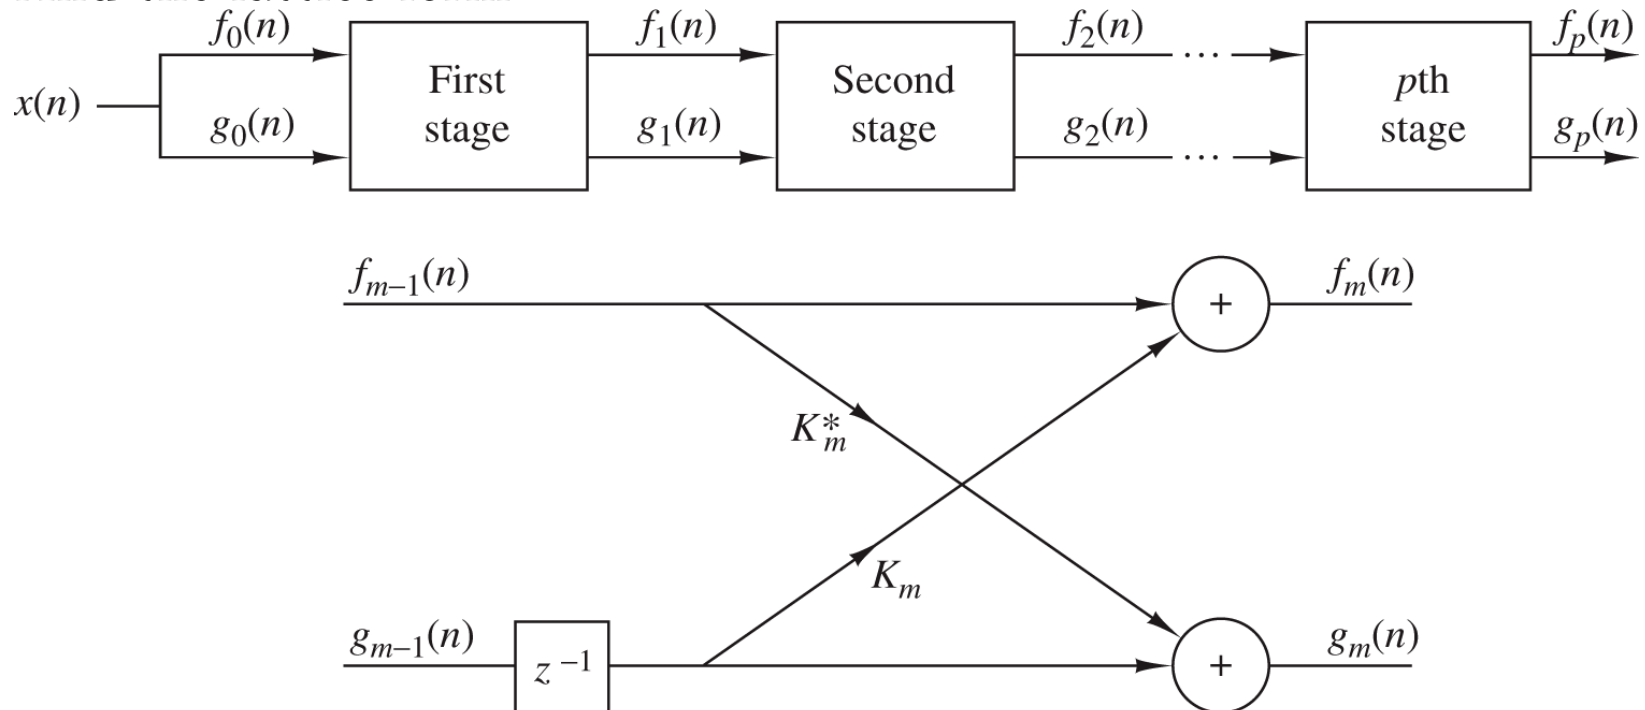 f₀(n) f₁(n) f₂(n) fₚ(n)
x(n) First stage Second stage ... pth stage
g₀(n) g₁(n) g₂(n) ... gₚ(n)
fₘ₋₁(n) fₘ(n)
+
K*ₘ
Kₘ
gₘ₋₁(n) gₘ(n)
z⁻¹ +